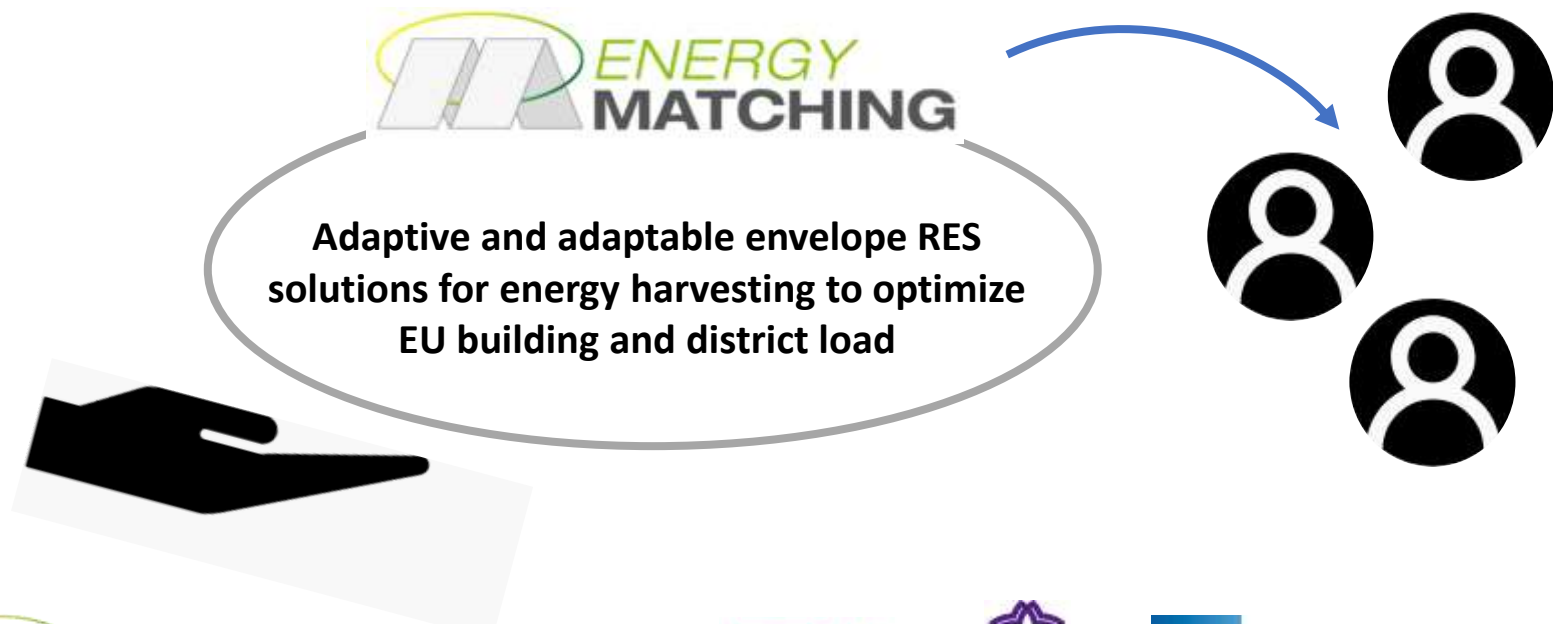 ENERGY
MATCHING
Adaptive and adaptable envelope RES
solutions for energy harvesting to optimize
EU building and district load